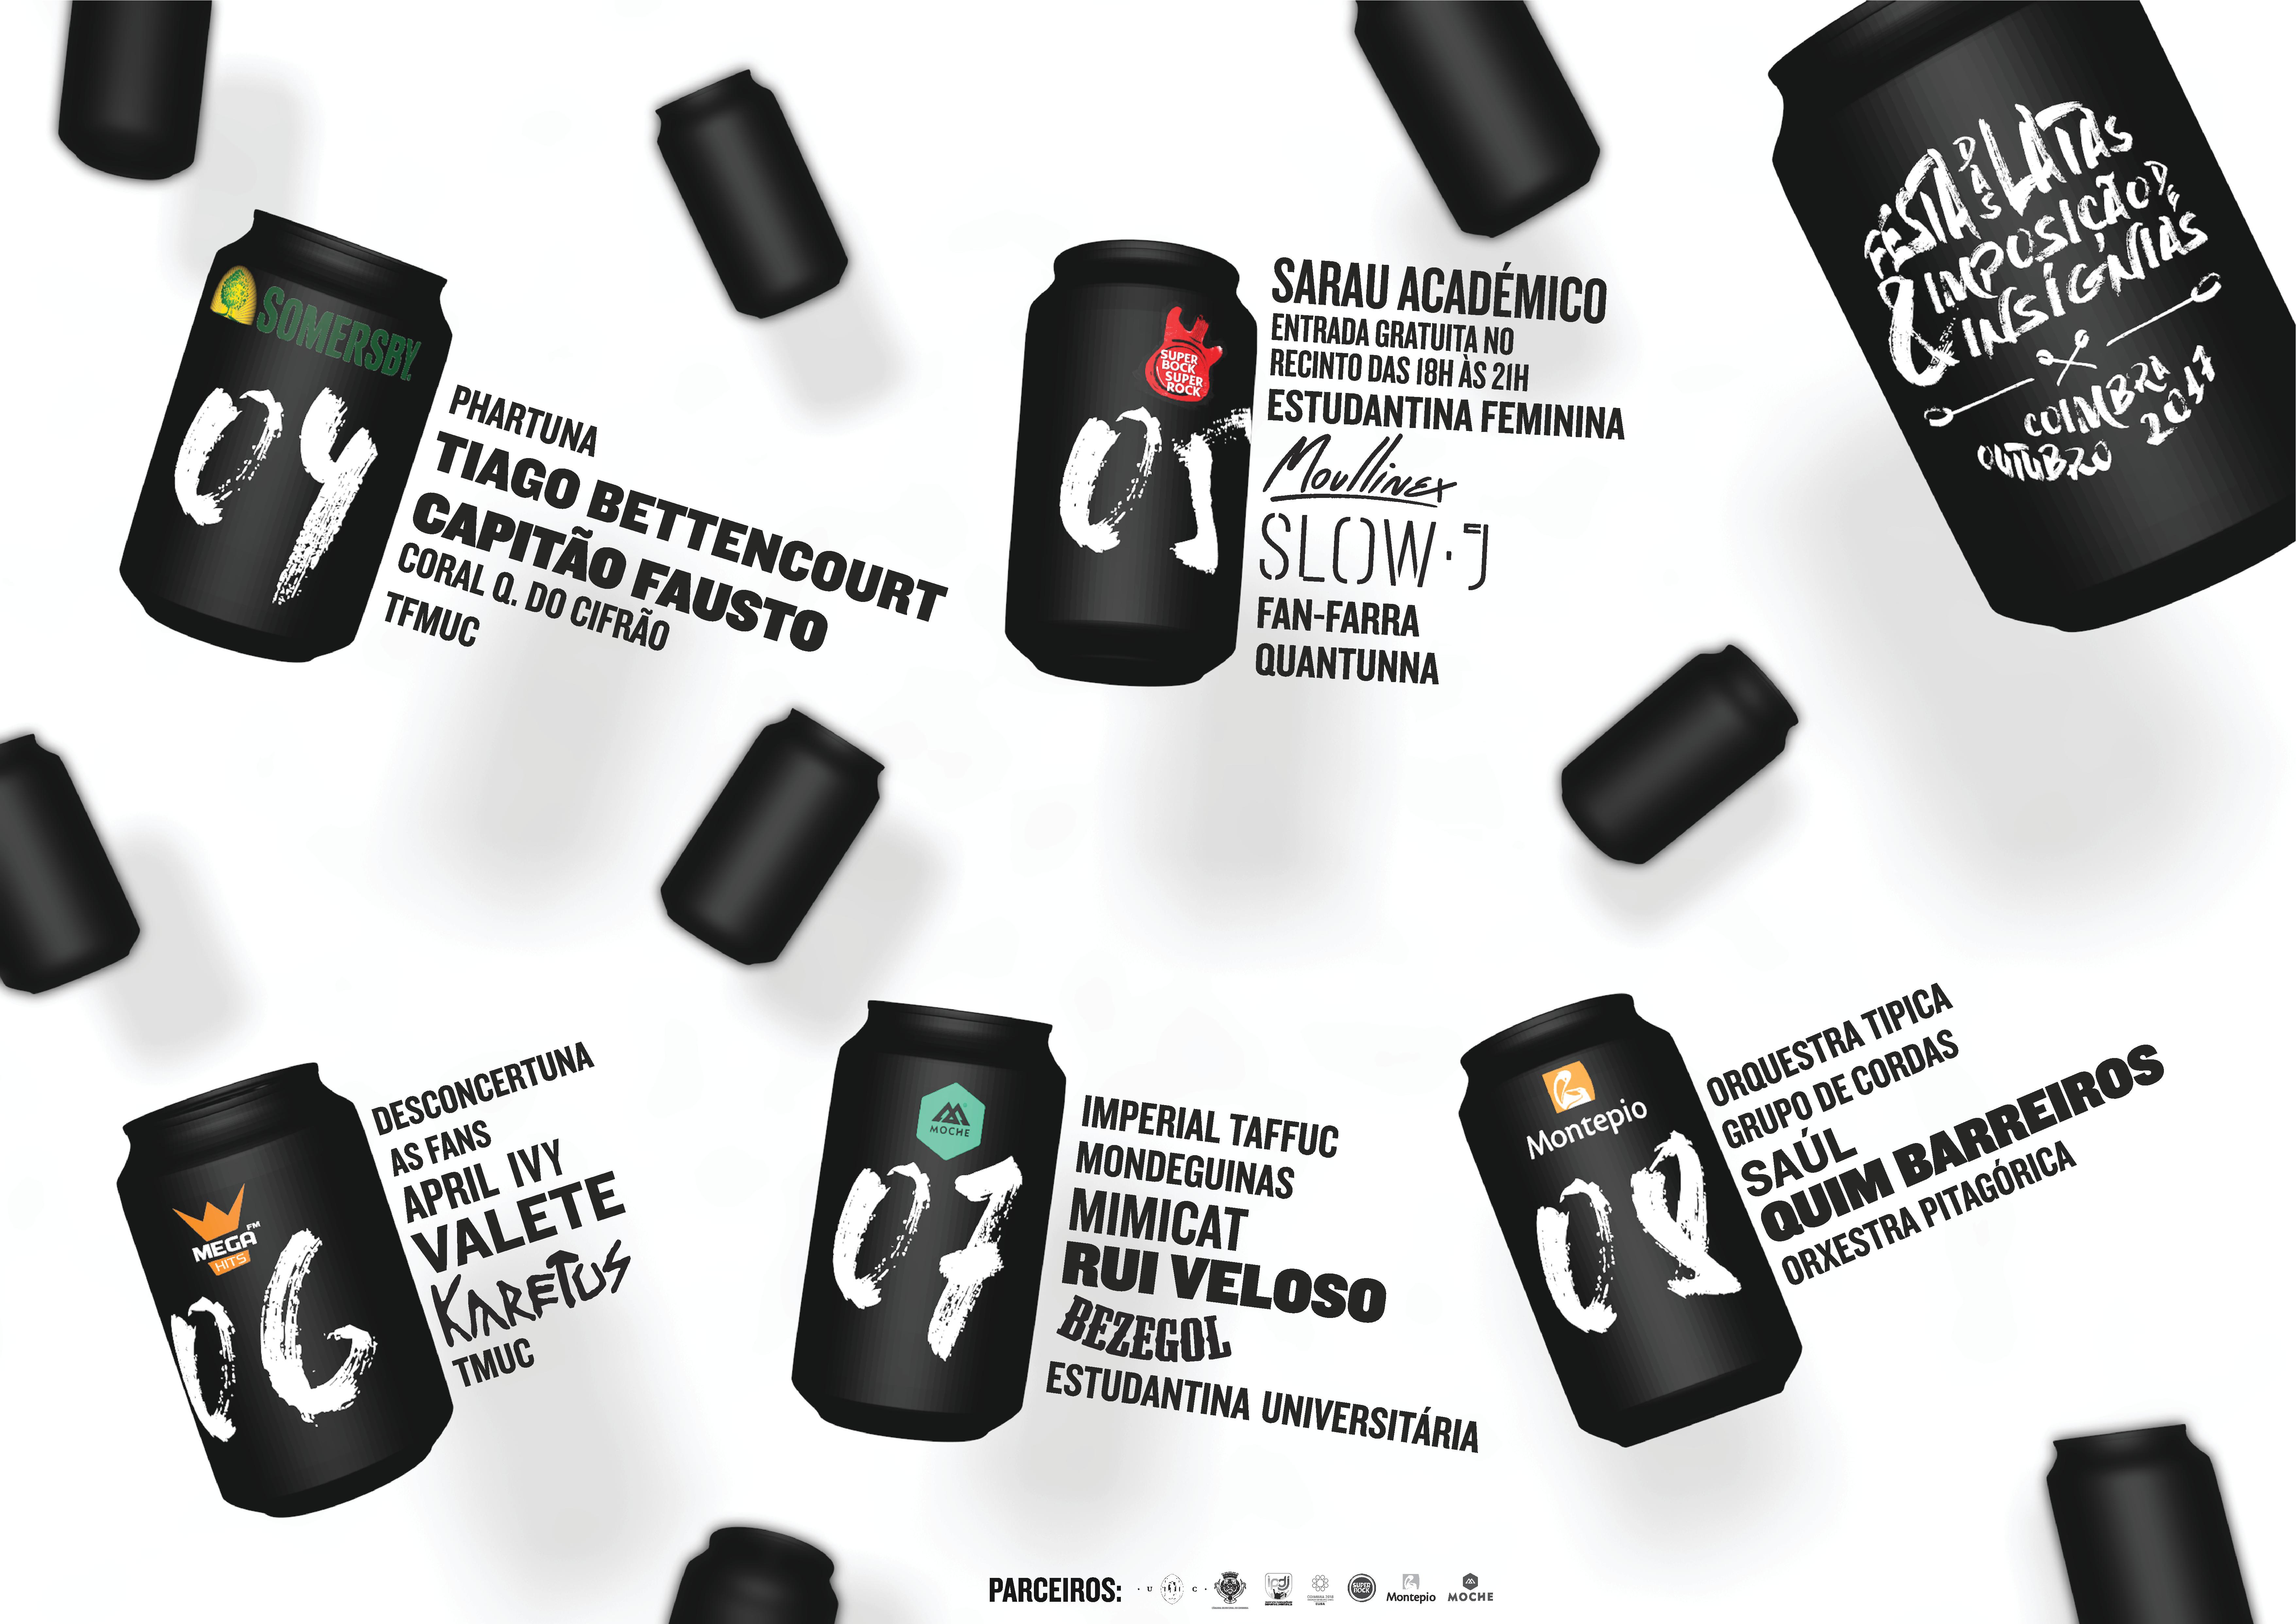 FESTA DAS LATAS
& IMPOSIÇÃO DE
INSÍGNIAS
COIMBRA
OUTUBRO 2017
SOMERSBY
04
PHARTUNA
TIAGO BETTENCOURT
CAPITÃO FAUSTO
CORAL Q. DO CIFRÃO
TFMUC
SUPER
BOCK
SUPER
ROCK
05
SARAU ACADÉMICO
ENTRADA GRATUITA NO
RECINTO DAS 18H ÀS 21H
ESTUDANTINA FEMININA
Moullinex
SLOW·J
FAN-FARRA
QUANTUNNA
MEGA FM
HITS
06
DESCONCERTUNA
AS FANS
APRIL IVY
VALETE
KARETUS
TMUC
MOCHE
07
IMPERIAL TAFFUC
MONDEGUINAS
MIMICAT
RUI VELOSO
BEZEGOL
ESTUDANTINA UNIVERSITÁRIA
Montepio
08
ORQUESTRA TIPICA
GRUPO DE CORDAS
SAÚL
QUIM BARREIROS
ORXESTRA PITAGÓRICA
PARCEIROS:
SUPER
BOCK
Montepio
MOCHE